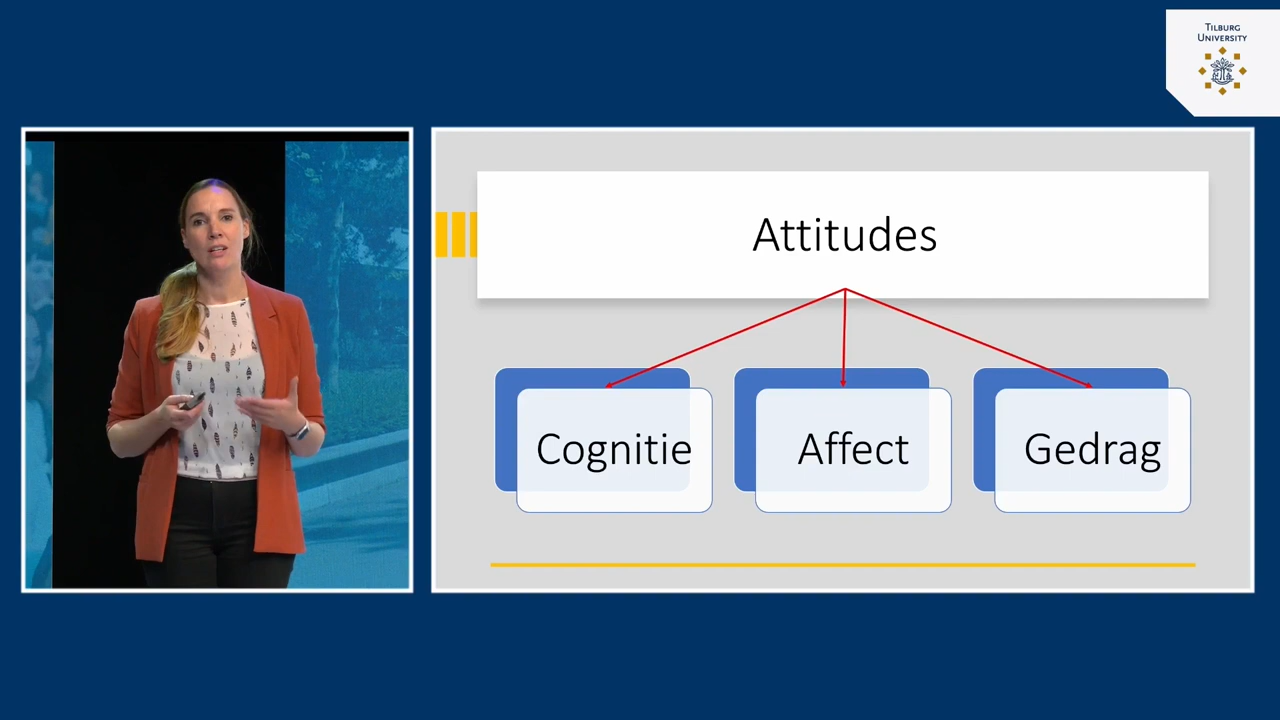 TILBURG
UNIVERSITY
Attitudes
Cognitie
Affect
Gedrag